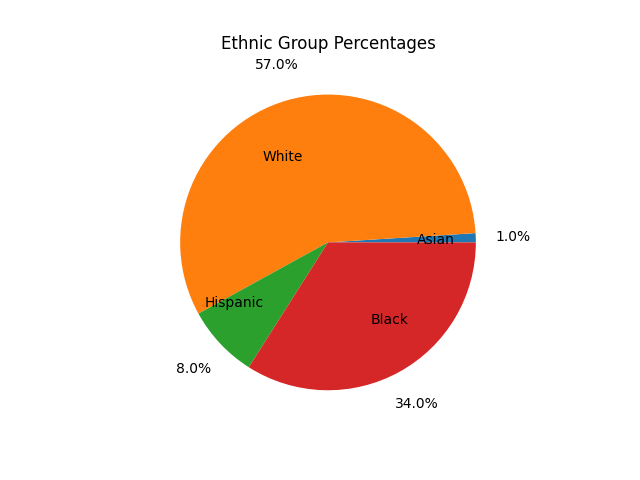 Ethnic Group Percentages
57.0%
White
Asian
1.0%
Hispanic
Black
8.0%
34.0%